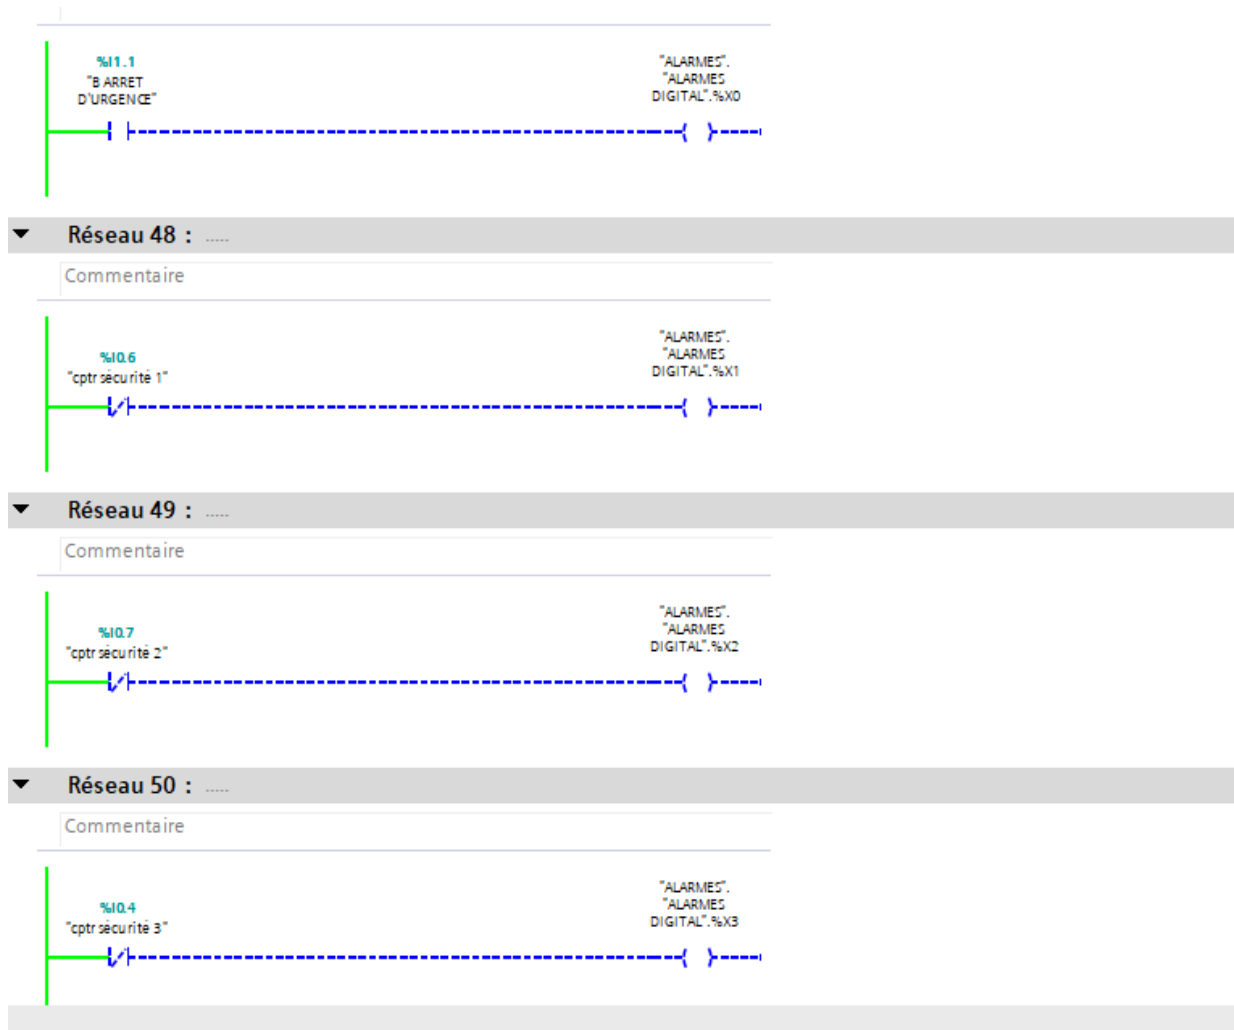 %I1.1
"B ARRET
D'URGENCE"
"ALARMES".
"ALARMES
DIGITAL".%X0
Réseau 48 : .....
Commentaire
%I0.6
"cptr sécurité 1"
"ALARMES".
"ALARMES
DIGITAL".%X1
Réseau 49 : .....
Commentaire
%I0.7
"cptr sécurité 2"
"ALARMES".
"ALARMES
DIGITAL".%X2
Réseau 50 : .....
Commentaire
%I0.4
"cptr sécurité 3"
"ALARMES".
"ALARMES
DIGITAL".%X3